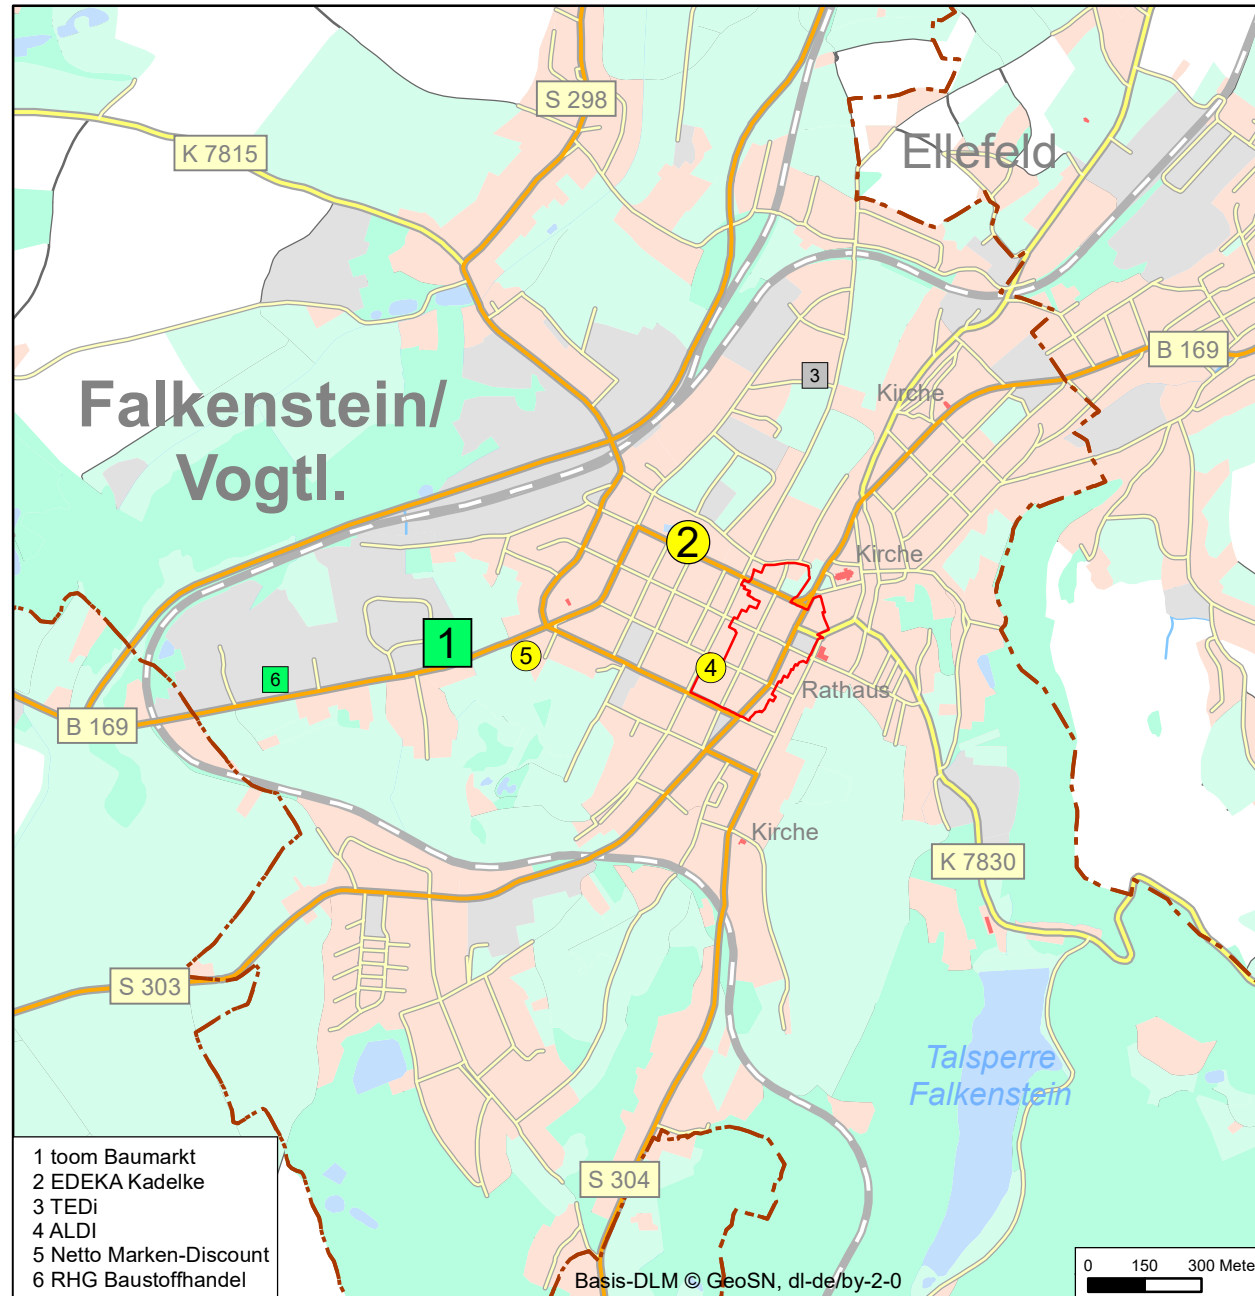 S 298
K 7815
Ellefeld
B 169
3
Kirche
Falkenstein/
Vogtl.
2
Kirche
1
5
4
6
Rathaus
B 169
Kirche
K 7830
S 303
Talsperre
Falkenstein
S 304
1 toom Baumarkt
2 EDEKA Kadelke
3 TEDi
4 ALDI
5 Netto Marken-Discount
6 RHG Baustoffhandel
Basis-DLM © GeoSN, dl-de/by-2-0
0 150 300 Mete